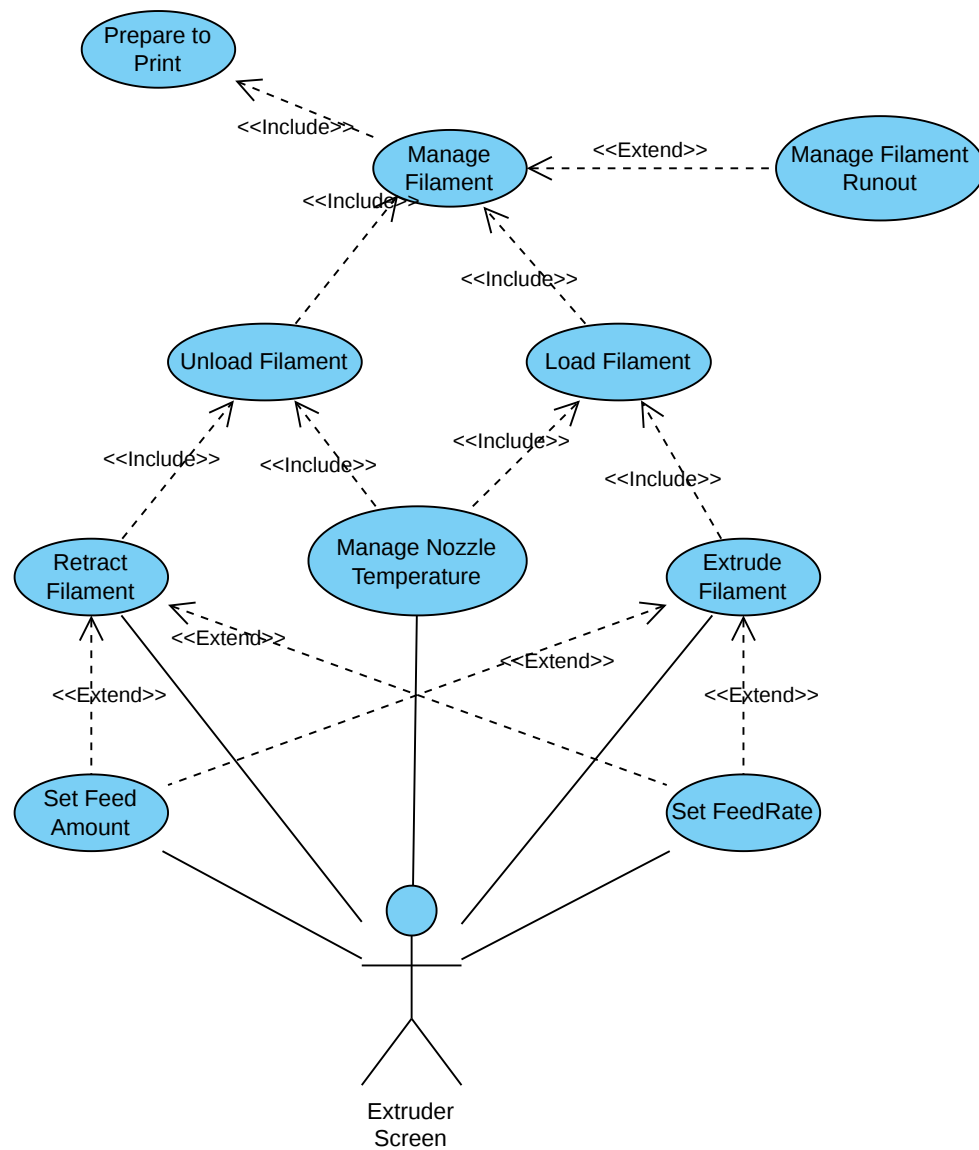 Prepare to
Print
<<Include>>
Manage
Filament
<<Extend>>
Manage Filament
Runout
<<Include>>
<<Include>>
Unload Filament
Load Filament
<<Include>>
<<Include>>
<<Include>>
<<Include>>
Retract
Filament
Manage Nozzle
Temperature
Extrude
Filament
<<Extend>>
<<Extend>>
<<Extend>>
<<Extend>>
Set Feed
Amount
Set FeedRate
Extruder
Screen